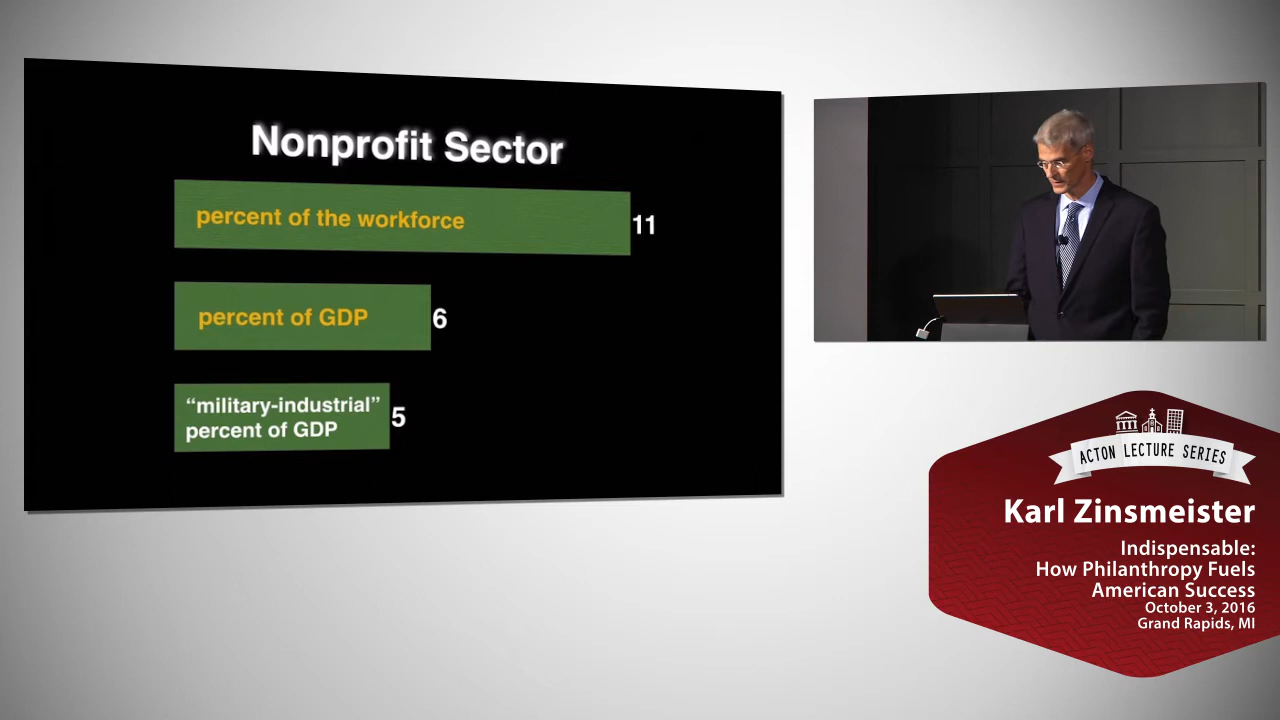 Nonprofit Sector
percent of the workforce
11
percent of GDP
6
“military-industrial”
percent of GDP
5
ACTON LECTURE SERIES
Karl Zinsmeister
Indispensable:
How Philanthropy Fuels
American Success
October 3, 2016
Grand Rapids, MI